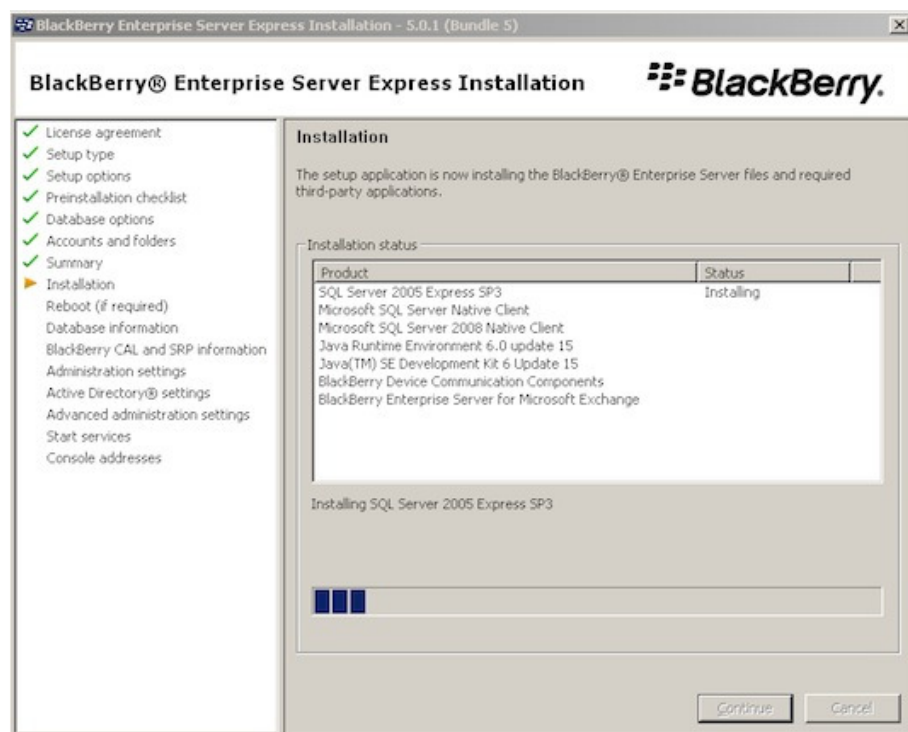 BlackBerry Enterprise Server Express Installation - 5.0.1 (Bundle 5)
BlackBerry® Enterprise Server Express Installation
BlackBerry.
License agreement
Setup type
Setup options
Preinstallation checklist
Database options
Accounts and folders
Summary
Installation
Reboot (if required)
Database information
BlackBerry CAL and SRP information
Administration settings
Active Directory® settings
Advanced administration settings
Start services
Console addresses
Installation
The setup application is now installing the BlackBerry® Enterprise Server files and required
third-party applications.
Installation status
Product Status
SQL Server 2005 Express SP3 Installing
Microsoft SQL Server Native Client
Microsoft SQL Server 2008 Native Client
Java Runtime Environment 6.0 update 15
Java(TM) SE Development Kit 6 Update 15
BlackBerry Device Communication Components
BlackBerry Enterprise Server for Microsoft Exchange
Installing SQL Server 2005 Express SP3
Continue
Cancel